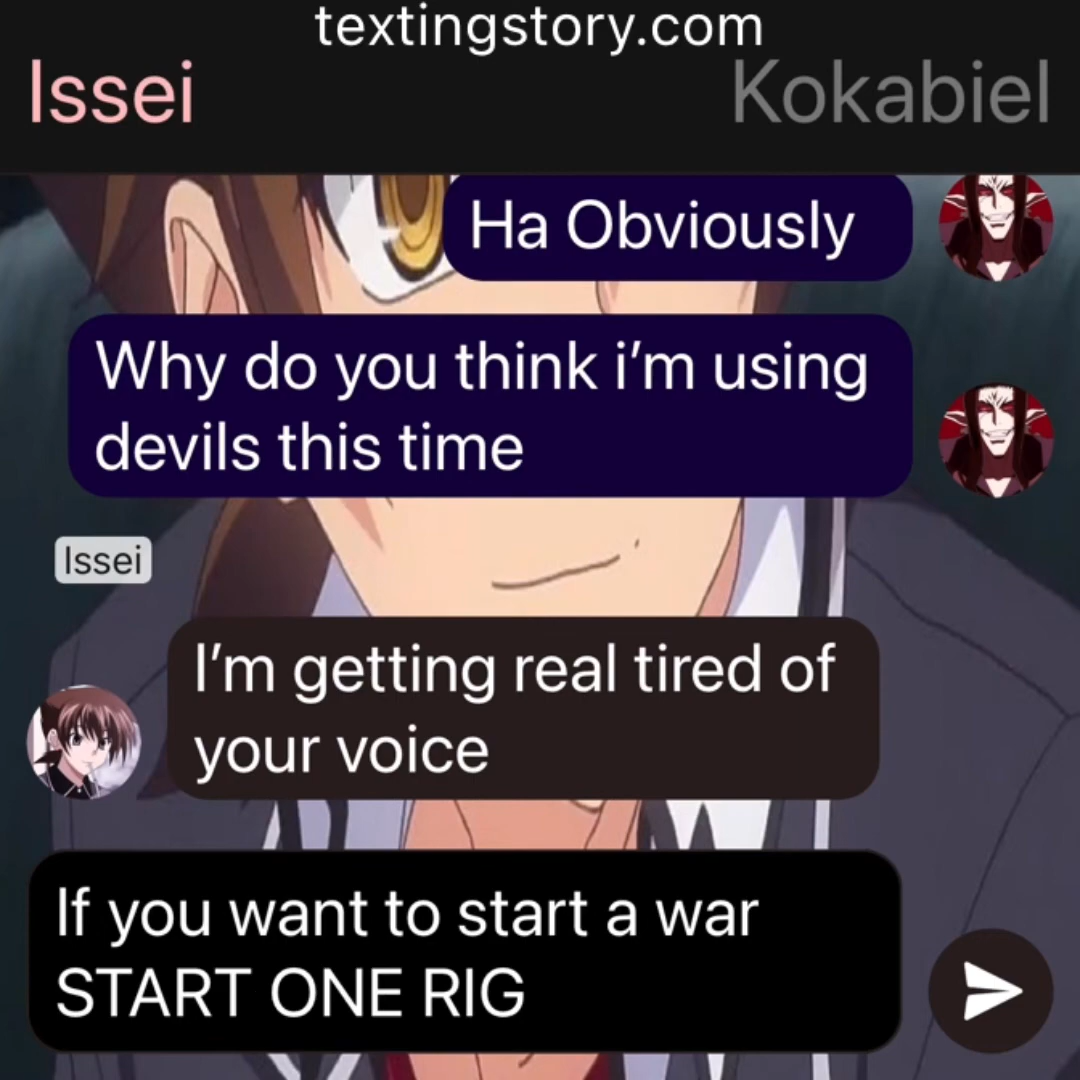 textingstory.com
Issei
Kokabiel
Ha Obviously
Why do you think i’m using
devils this time
Issei
I’m getting real tired of
your voice
If you want to start a war
START ONE RIG